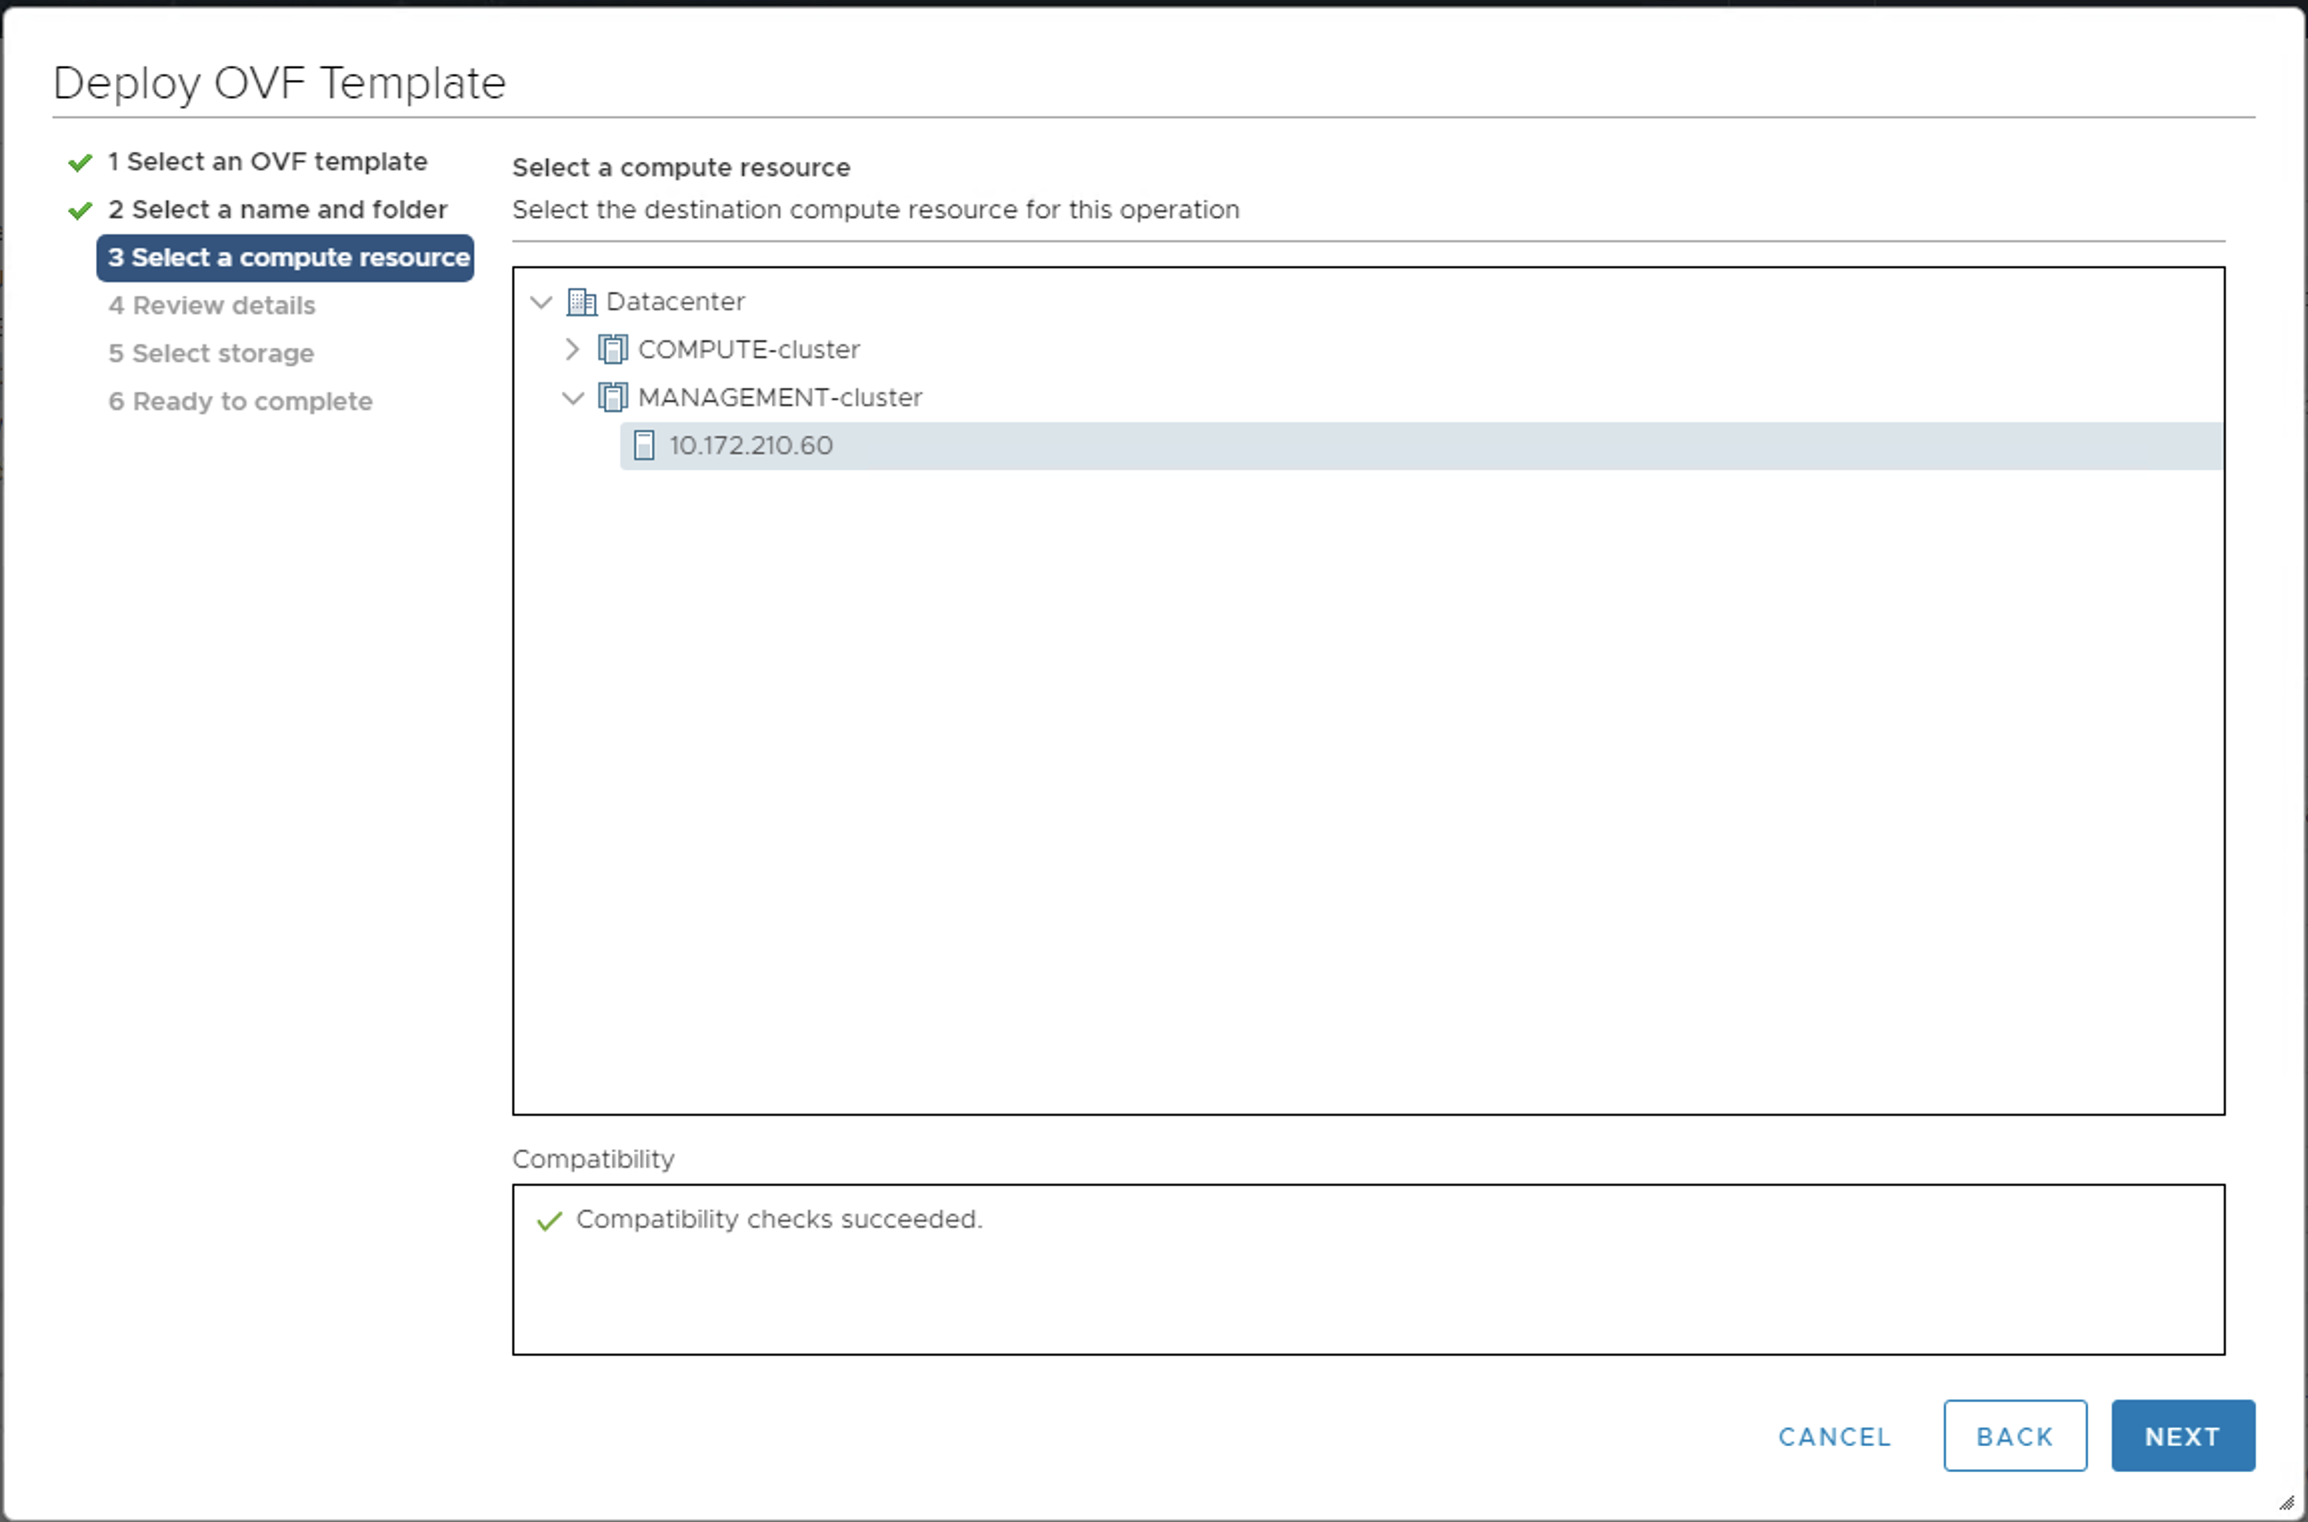 Deploy OVF Template
1 Select an OVF template
2 Select a name and folder
3 Select a compute resource
4 Review details
5 Select storage
6 Ready to complete
Select a compute resource
Select the destination compute resource for this operation
Datacenter
COMPUTE-cluster
MANAGEMENT-cluster
10.172.210.60
Compatibility
Compatibility checks succeeded.
CANCEL
BACK
NEXT